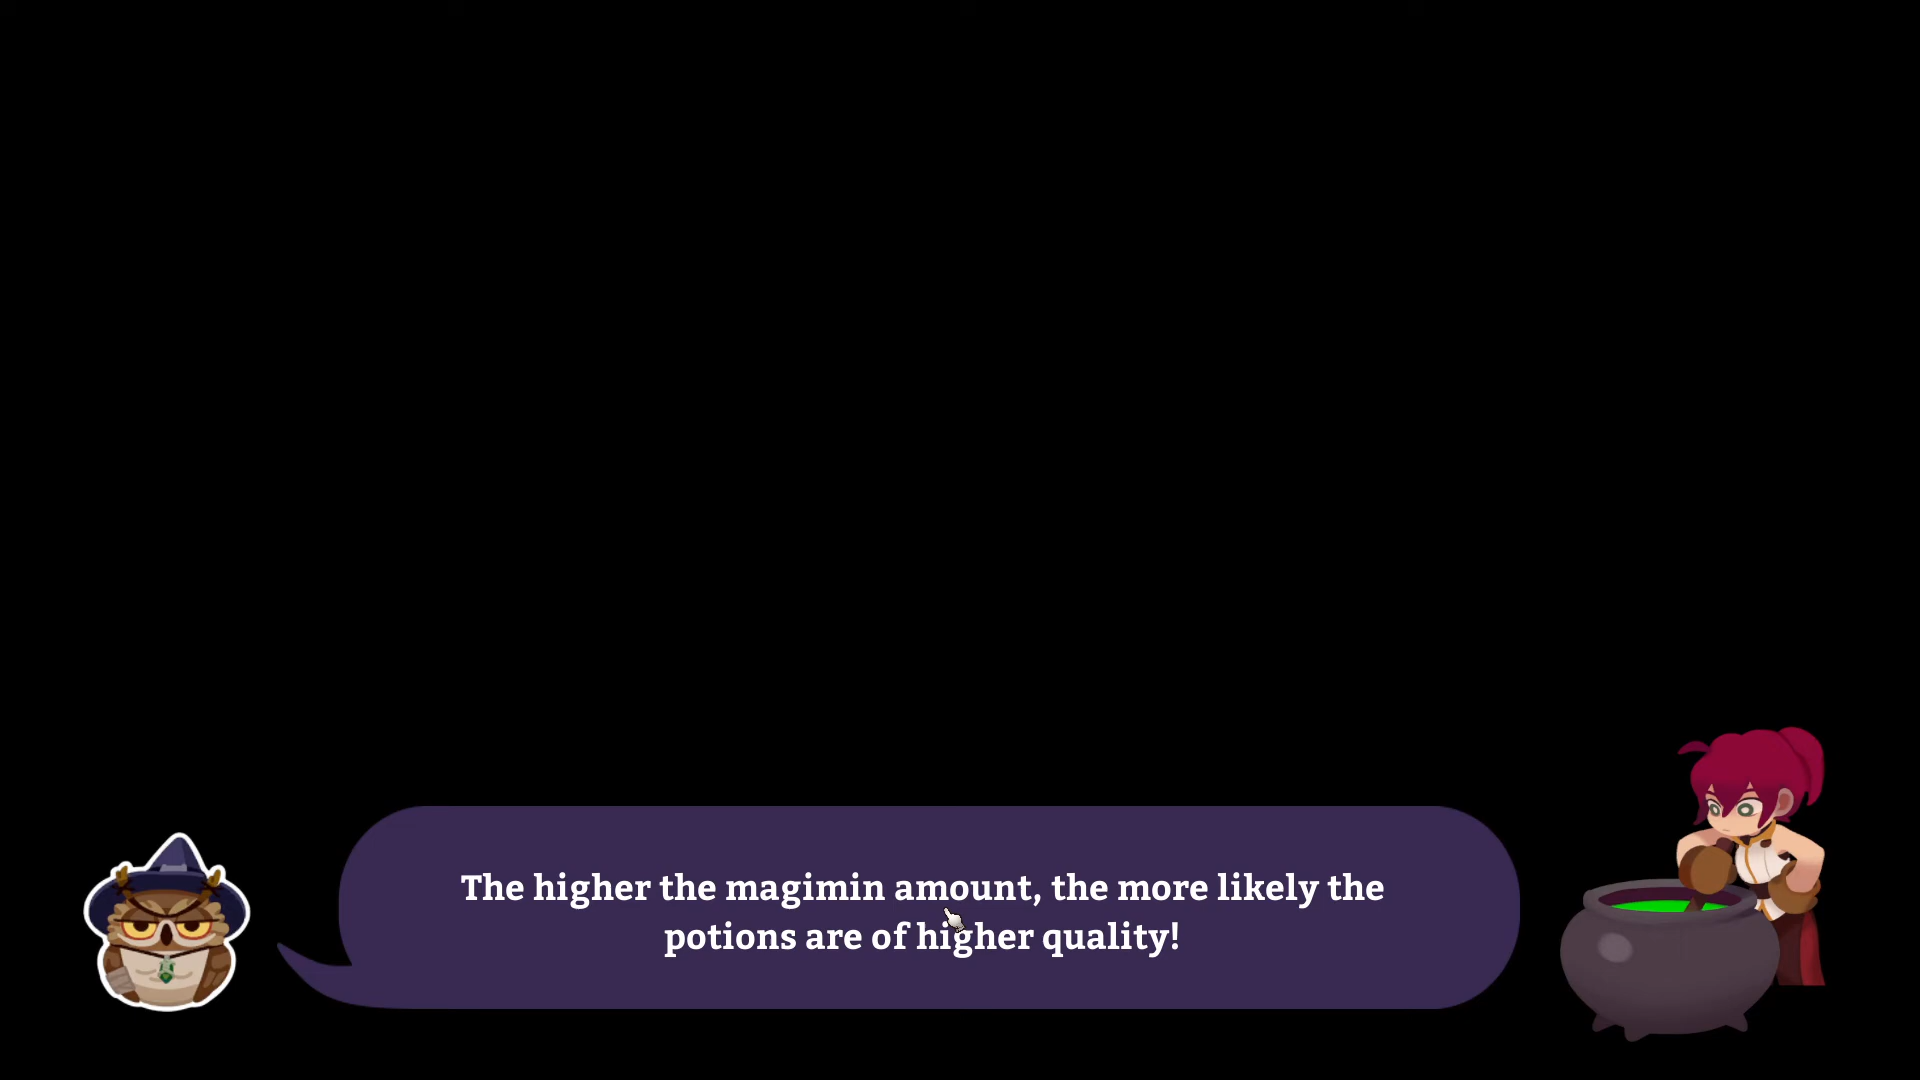 The higher the magimin amount, the more likely the
potions are of higher quality!